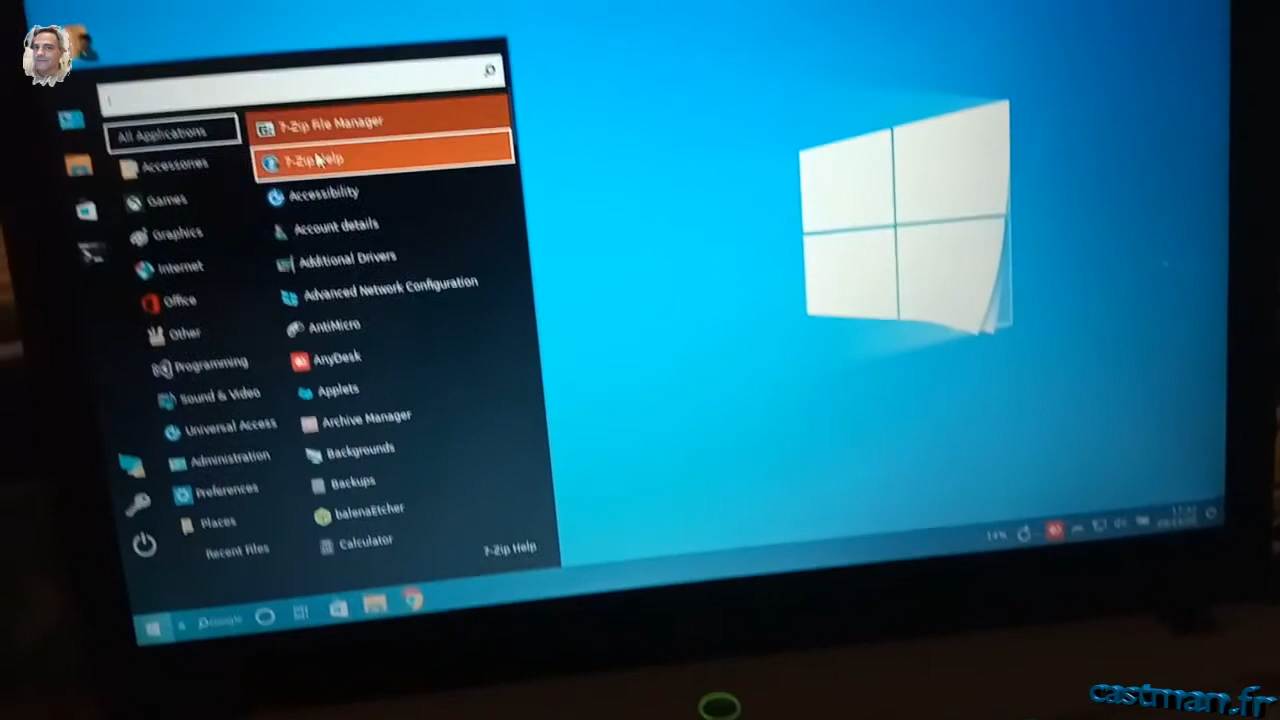 All Applications
Accessories
Games
Graphics
Internet
Office
Other
Programming
Sound & Video
Universal Access
Administration
Preferences
Places
Recent Files
7-Zip File Manager
7-Zip Help
Accessibility
Account details
Additional Drivers
Advanced Network Configuration
AntiMicro
AnyDesk
Applets
Archive Manager
Backgrounds
Backups
balenaEtcher
Calculator
7-Zip Help
Google
castman.fr